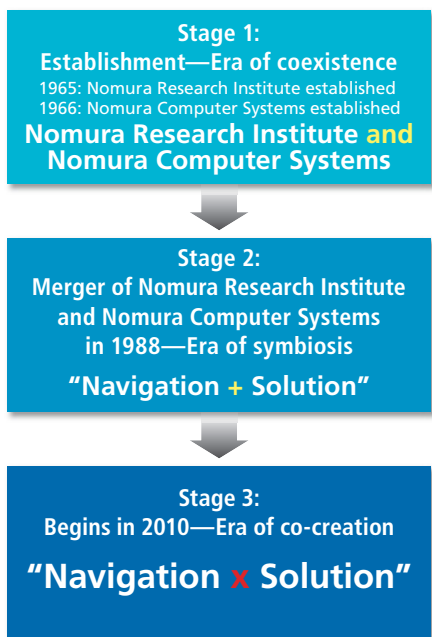 Stage 1:
Establishment—Era of coexistence
1965: Nomura Research Institute established
1966: Nomura Computer Systems established
Nomura Research Institute and
Nomura Computer Systems
Stage 2:
Merger of Nomura Research Institute
and Nomura Computer Systems
in 1988—Era of symbiosis
“Navigation + Solution”
Stage 3:
Begins in 2010—Era of co-creation
“Navigation x Solution”